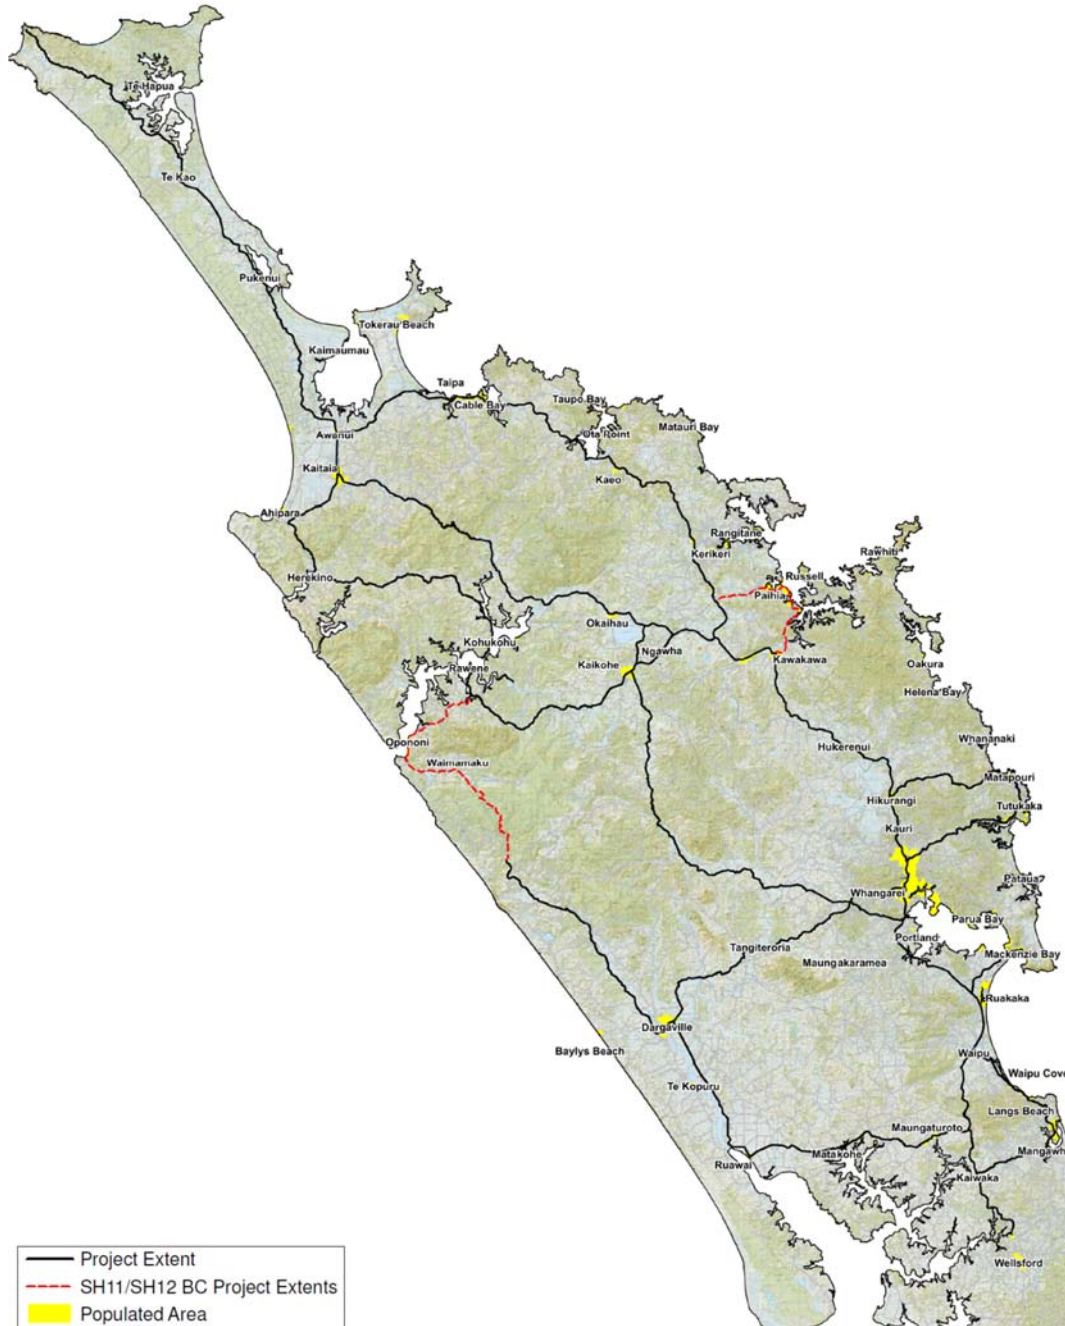 Te Hapua
Te Kao
Pukenui
Tokerau Beach
Kaimaumau
Taipa
Cable Bay
Taupo Bay
Ota Point
Matauri Bay
Awanui
Kaitaia
Kaeo
Ahipara
Rangitane
Kerikeri
Rawhiti
Herekino
Russell
Paihia
Okaihau
Kohukohu
Ngawha
Kawakawa
Rawene
Kaikohe
Oakura
Helena Bay
Opononi
Waimamaku
Hukerenui
Whananaki
Matapouri
Hikurangi
Tutukaka
Kauri
Pataua
Whangarei
Parua Bay
Portland
Tangiteroria
Maungakaramea
Mackenzie Bay
Ruakaka
Dargaville
Baylys Beach
Waipu
Waipu Cove
Te Kopuru
Langs Beach
Maungaturoto
Matakohe
Mangawh
Ruawai
Kaiwaka
Wellsford
Project Extent
SH11/SH12 BC Project Extents
Populated Area